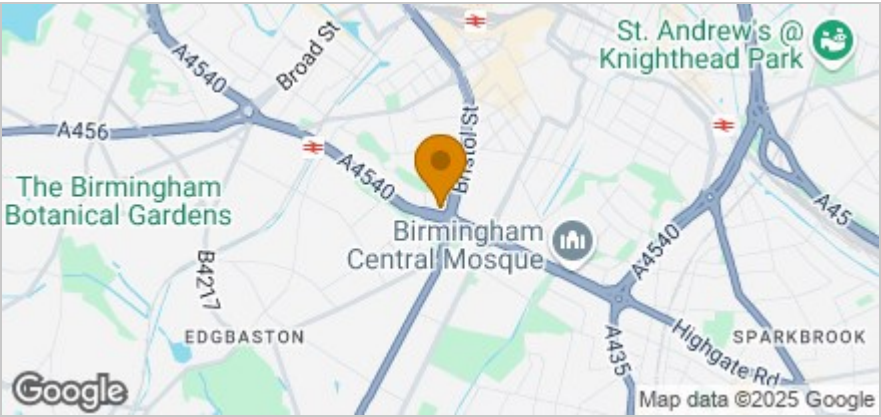 A4540
Broad St
St. Andrew's @
Knighthead Park
A456
A4540
Bristol St
The Birmingham
Botanical Gardens
Birmingham
Central Mosque
A45
A4540
B4217
EDGBASTON
A435
Highgate Rd
SPARKBROOK
Google
Map data ©2025 Google